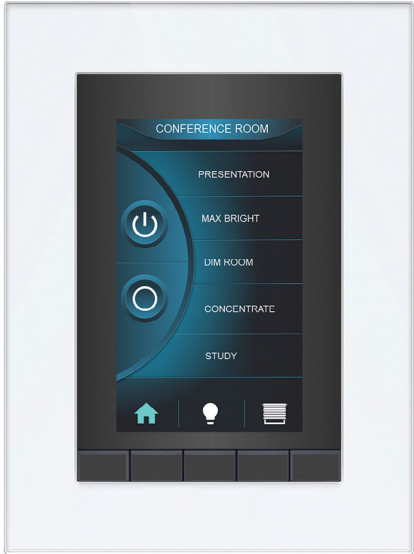 CONFERENCE ROOM
PRESENTATION
MAX BRIGHT
DIM ROOM
CONCENTRATE
STUDY